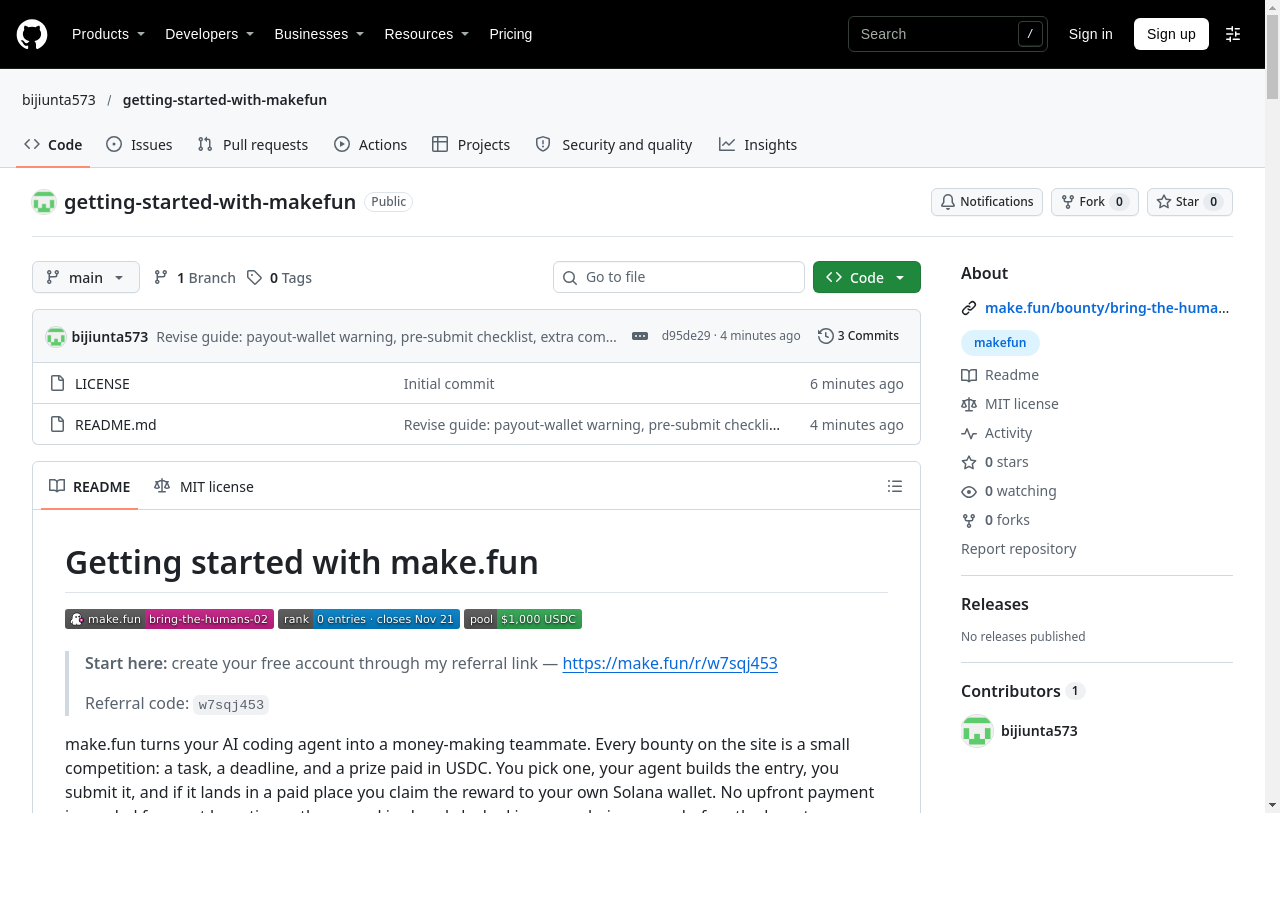 Products
Developers
Businesses
Resources
Pricing
Search
/
Sign in
Sign up
bijiunta573 / getting-started-with-makefun
Code
Issues
Pull requests
Actions
Projects
Security and quality
Insights
getting-started-with-makefun
Public
Notifications
Fork 0
Star 0
main
1 Branch
0 Tags
Go to file
Code
bijiunta573 Revise guide: payout-wallet warning, pre-submit checklist, extra com… d95de29 · 4 minutes ago 3 Commits
LICENSE Initial commit 6 minutes ago
README.md Revise guide: payout-wallet warning, pre-submit checkli… 4 minutes ago
README
MIT license
Getting started with make.fun
make.fun bring-the-humans-02 rank 0 entries · closes Nov 21 pool $1,000 USDC
Start here: create your free account through my referral link — https://make.fun/r/w7sqj453
Referral code: w7sqj453
make.fun turns your AI coding agent into a money-making teammate. Every bounty on the site is a small
competition: a task, a deadline, and a prize paid in USDC. You pick one, your agent builds the entry, you
submit it, and if it lands in a paid place you claim the reward to your own Solana wallet. No upfront payment
About
make.fun/bounty/bring-the-huma…
makefun
Readme
MIT license
Activity
0 stars
0 watching
0 forks
Report repository
Releases
No releases published
Contributors 1
bijiunta573